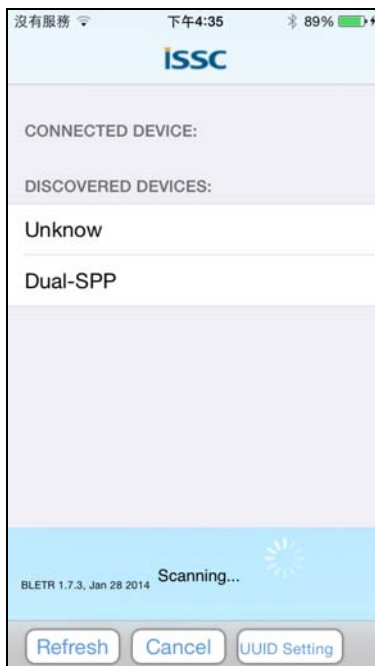 沒有服務 下午4:35 89%
ISSC
CONNECTED DEVICE:
DISCOVERED DEVICES:
Unknow
Dual-SPP
BLETR 1.7.3, Jan 28 2014 Scanning...
Refresh Cancel UUID Setting